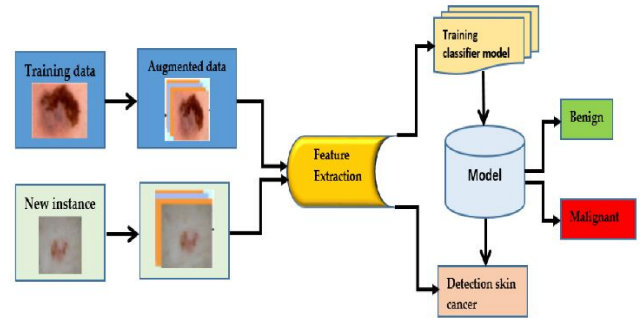 Training data
Augmented data
New instance
Feature
Extraction
Training
classifier model
Model
Benign
Malignant
Detection skin
cancer